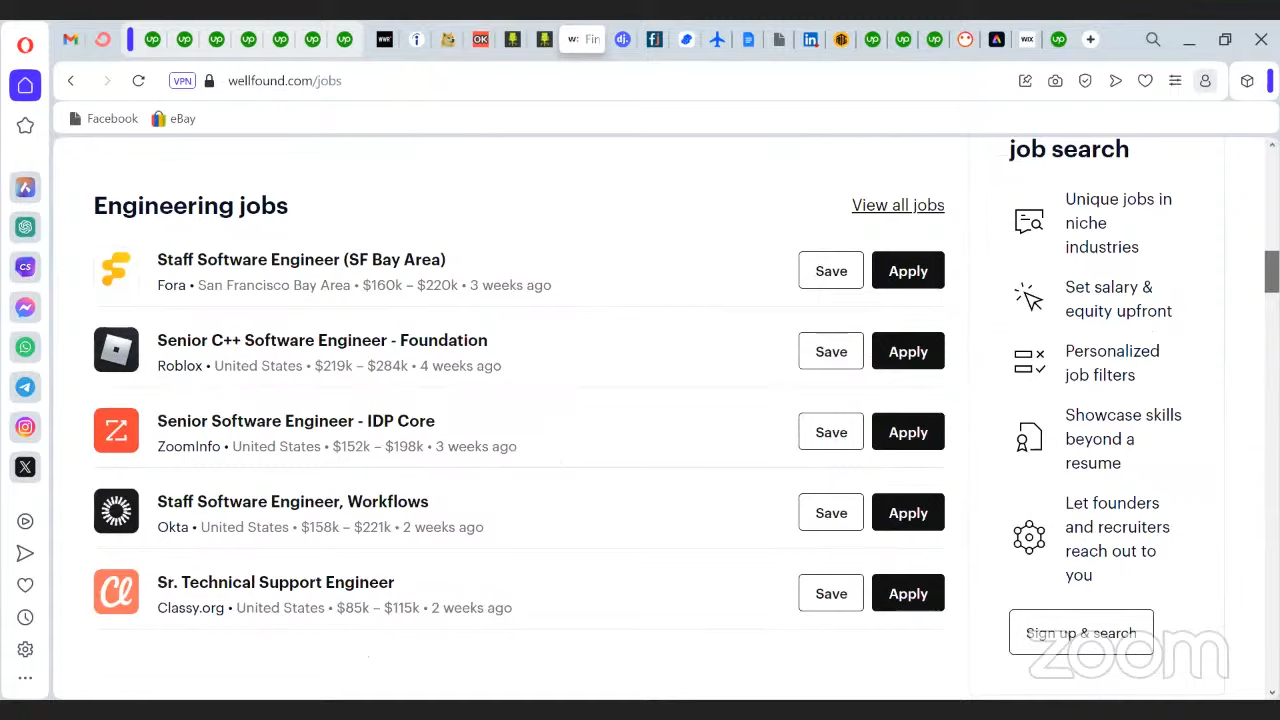 WWR
OK
w: Fin
dj.
WIX
VPN
wellfound.com/jobs
Facebook
eBay
Engineering jobs
View all jobs
Staff Software Engineer (SF Bay Area)
Fora • San Francisco Bay Area • $160k – $220k • 3 weeks ago
Save
Apply
Senior C++ Software Engineer - Foundation
Roblox • United States • $219k – $284k • 4 weeks ago
Save
Apply
Senior Software Engineer - IDP Core
ZoomInfo • United States • $152k – $198k • 3 weeks ago
Save
Apply
Staff Software Engineer, Workflows
Okta • United States • $158k – $221k • 2 weeks ago
Save
Apply
Sr. Technical Support Engineer
Classy.org • United States • $85k – $115k • 2 weeks ago
Save
Apply
job search
Unique jobs in
niche
industries
Set salary &
equity upfront
Personalized
job filters
Showcase skills
beyond a
resume
Let founders
and recruiters
reach out to
you
Sign up & search
zoom